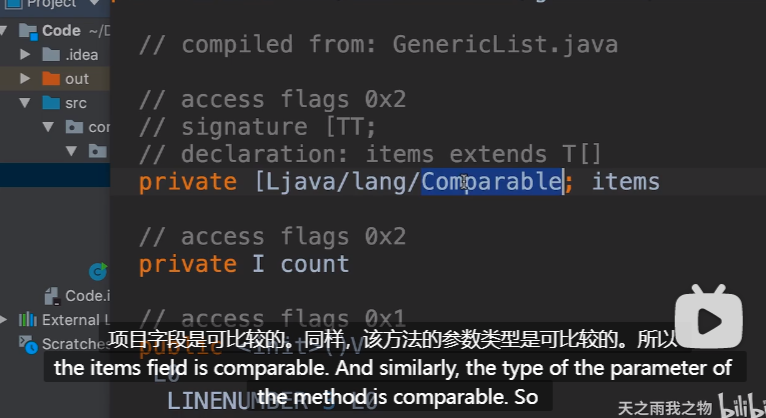 Project
Code ~/D
// compiled from: GenericList.java
.idea
out
// access flags 0x2
src
// signature [TT;
// declaration: items extends T[]
private [Ljava/lang/Comparable; items
// access flags 0x2
private I count
Code.i
// access flags 0x1
External L
public <init>()V
Scratches
项目字段是可比较的。同样，该方法的参数类型是可比较的。所以
the items field is comparable. And similarly, the type of the parameter of
the method is comparable. So
L0
LINENUMBER 3 L0
天之雨我之物 bilibi